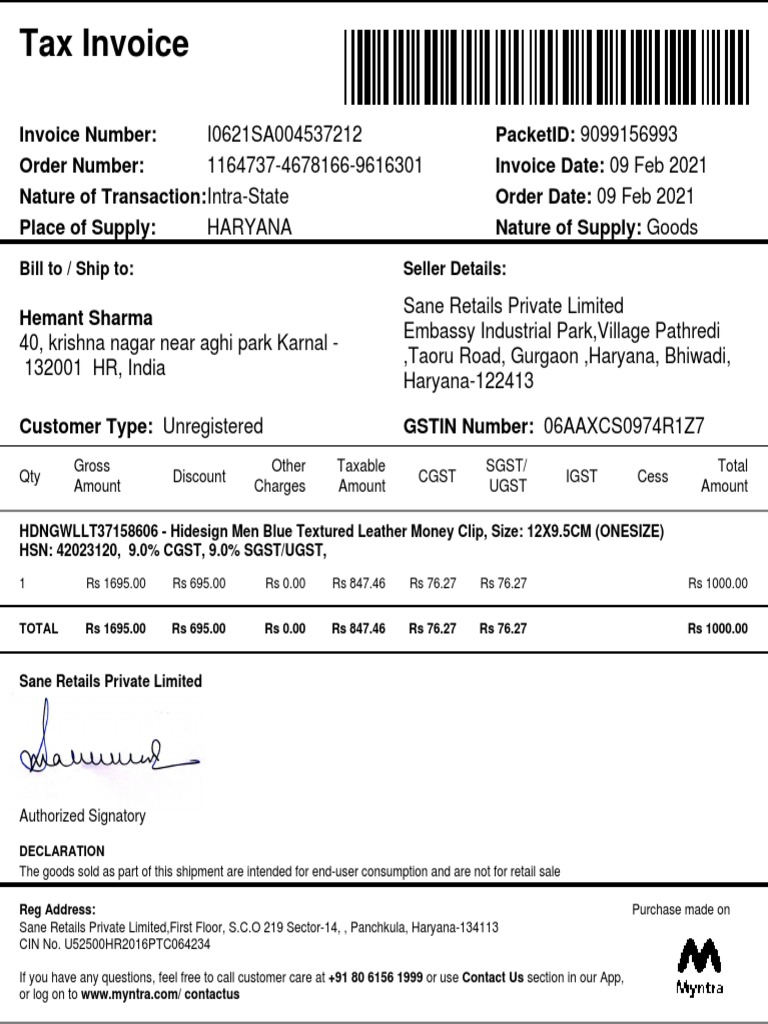 Tax Invoice
Invoice Number: I0621SA004537212 PacketID: 9099156993
Order Number: 1164737-4678166-9616301 Invoice Date: 09 Feb 2021
Nature of Transaction:Intra-State Order Date: 09 Feb 2021
Place of Supply: HARYANA Nature of Supply: Goods
Bill to / Ship to:
Hemant Sharma
40, krishna nagar near aghi park Karnal -
132001 HR, India
Customer Type: Unregistered
Seller Details:
Sane Retails Private Limited
Embassy Industrial Park,Village Pathredi
,Taoru Road, Gurgaon ,Haryana, Bhiwadi,
Haryana-122413
GSTIN Number: 06AAXCS0974R1Z7
Qty Gross Amount Discount Other Charges Taxable Amount CGST SGST/ UGST IGST Cess Total Amount
HDNGWLLT37158606 - Hidesign Men Blue Textured Leather Money Clip, Size: 12X9.5CM (ONESIZE)
HSN: 42023120, 9.0% CGST, 9.0% SGST/UGST,
1 Rs 1695.00 Rs 695.00 Rs 0.00 Rs 847.46 Rs 76.27 Rs 76.27 Rs 1000.00
TOTAL Rs 1695.00 Rs 695.00 Rs 0.00 Rs 847.46 Rs 76.27 Rs 76.27 Rs 1000.00
Sane Retails Private Limited
Authorized Signatory
DECLARATION
The goods sold as part of this shipment are intended for end-user consumption and are not for retail sale
Reg Address:
Sane Retails Private Limited,First Floor, S.C.O 219 Sector-14, , Panchkula, Haryana-134113
CIN No. U52500HR2016PTC064234
If you have any questions, feel free to call customer care at +91 80 6156 1999 or use Contact Us section in our App,
or log on to www.myntra.com/ contactus
Purchase made on
Myntra